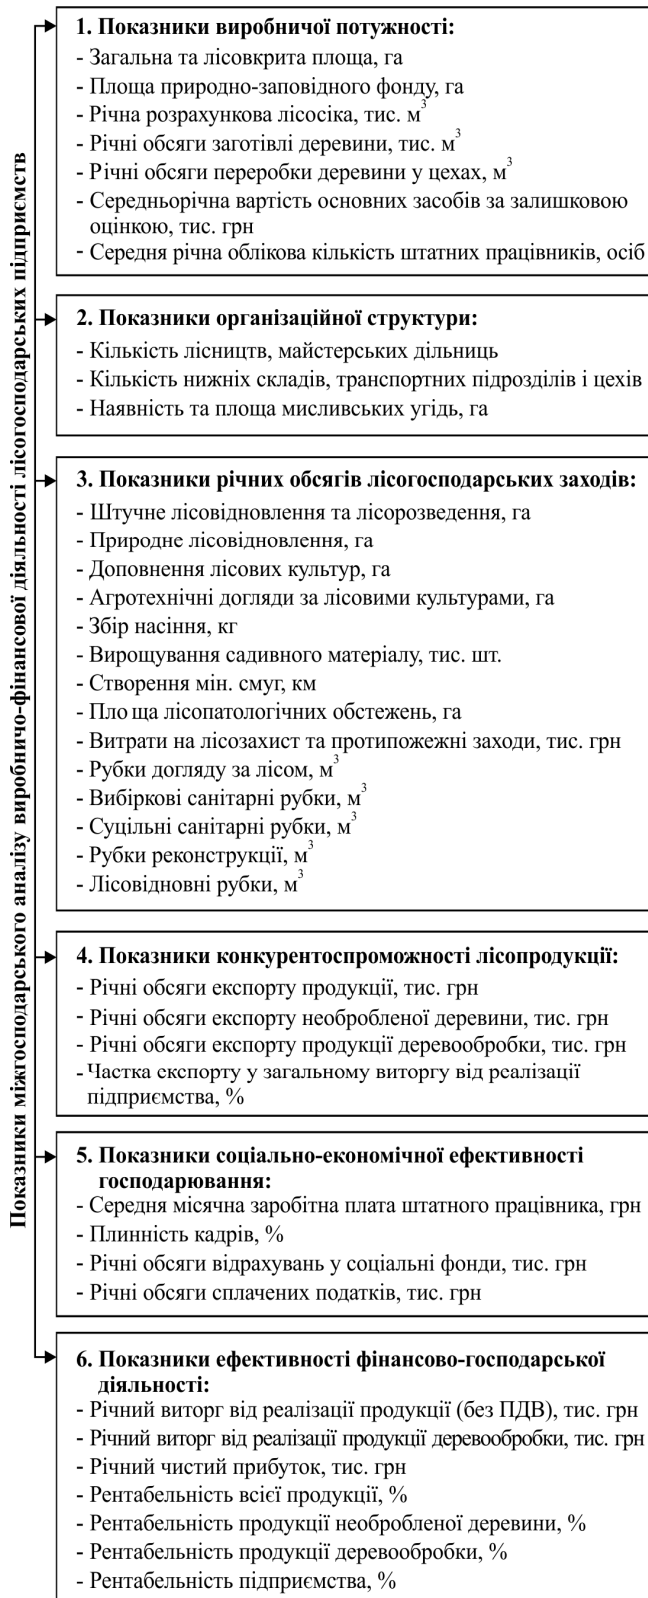 Показники міжгосподарського аналізу виробничо-фінансової діяльності лісогосподарських підприємств
1. Показники виробничої потужності:
- Загальна та лісовкрита площа, га
- Площа природно-заповідного фонду, га
- Річна розрахункова лісосіка, тис. м³
- Річні обсяги заготівлі деревини, тис. м³
- Річні обсяги переробки деревини у цехах, м³
- Середньорічна вартість основних засобів за залишковою
оцінкою, тис. грн
- Середня річна облікова кількість штатних працівників, осіб
2. Показники організаційної структури:
- Кількість лісництв, майстерських дільниць
- Кількість нижніх складів, транспортних підрозділів і цехів
- Наявність та площа мисливських угідь, га
3. Показники річних обсягів лісогосподарських заходів:
- Штучне лісовідновлення та лісорозведення, га
- Природне лісовідновлення, га
- Доповнення лісових культур, га
- Агротехнічні догляди за лісовими культурами, га
- Збір насіння, кг
- Вирощування садивного матеріалу, тис. шт.
- Створення мін. смуг, км
- Пло ща лісопатологічних обстежень, га
- Витрати на лісозахист та протипожежні заходи, тис. грн
- Рубки догляду за лісом, м³
- Вибіркові санітарні рубки, м³
- Суцільні санітарні рубки, м³
- Рубки реконструкції, м³
- Лісовідновні рубки, м³
4. Показники конкурентоспроможності лісопродукції:
- Річні обсяги експорту продукції, тис. грн
- Річні обсяги експорту необробленої деревини, тис. грн
- Річні обсяги експорту продукції деревообробки, тис. грн
- Частка експорту у загальному виторгу від реалізації
підприємства, %
5. Показники соціально-економічної ефективності
господарювання:
- Середня місячна заробітна плата штатного працівника, грн
- Плинність кадрів, %
- Річні обсяги відрахувань у соціальні фонди, тис. грн
- Річні обсяги сплачених податків, тис. грн
6. Показники ефективності фінансово-господарської
діяльності:
- Річний виторг від реалізації продукції (без ПДВ), тис. грн
- Річний виторг від реалізації продукції деревообробки, тис. грн
- Річний чистий прибуток, тис. грн
- Рентабельність всієї продукції, %
- Рентабельність продукції необробленої деревини, %
- Рентабельність продукції деревообробки, %
- Рентабельність підприємства, %